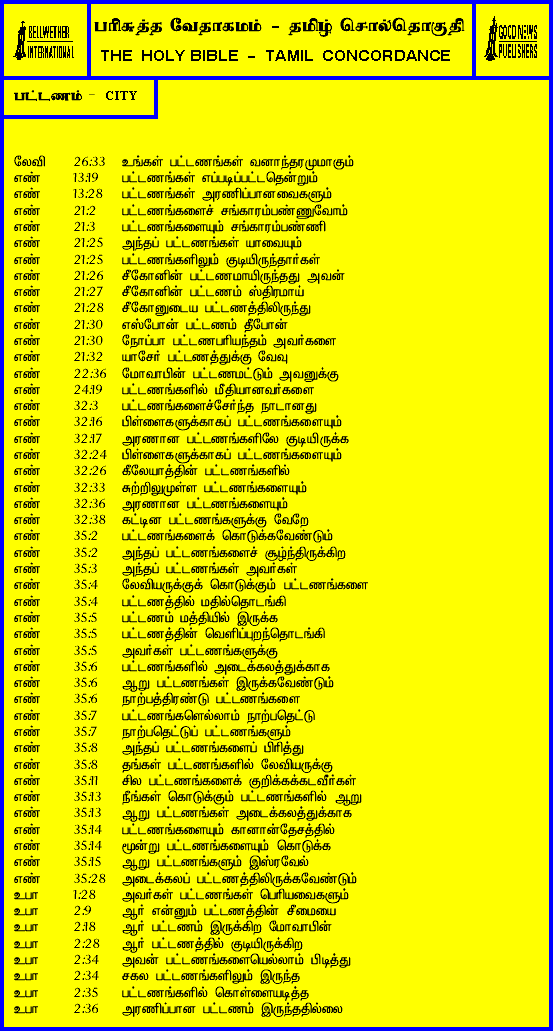 BELLWETHER
INTERNATIONAL
பரிசுத்த வேதாகமம் - தமிழ் சொல்தொகுதி
THE HOLY BIBLE - TAMIL CONCORDANCE
GOOD NEWS
PUBLISHERS
பட்டணம் - CITY
லேவி 26:33 உங்கள் பட்டணங்கள் வனாந்தரமுமாகும்
எண் 13:19 பட்டணங்கள் எப்படிப்பட்டதென்றும்
எண் 13:28 பட்டணங்கள் அரணிப்பானவைகளும்
எண் 21:2 பட்டணங்களைச் சங்காரம்பண்ணுவோம்
எண் 21:3 பட்டணங்களையும் சங்காரம்பண்ணி
எண் 21:25 அந்தப் பட்டணங்கள் யாவையும்
எண் 21:25 பட்டணங்களிலும் குடியிருந்தார்கள்
எண் 21:26 சீகோனின் பட்டணமாயிருந்தது அவன்
எண் 21:27 சீகோனின் பட்டணம் ஸ்திரமாய்
எண் 21:28 சீகோனுடைய பட்டணத்திலிருந்து
எண் 21:30 எஸ்போன் பட்டணம் தீபோன்
எண் 21:30 நோப்பா பட்டணபரியந்தம் அவர்களை
எண் 21:32 யாசேர் பட்டணத்துக்கு வேவு
எண் 22:36 மோவாபின் பட்டணமட்டும் அவனுக்கு
எண் 24:19 பட்டணங்களில் மீதியானவர்களை
எண் 32:3 பட்டணங்களைச்சேர்ந்த நாடானது
எண் 32:16 பிள்ளைகளுக்காகப் பட்டணங்களையும்
எண் 32:17 அரணான பட்டணங்களிலே குடியிருக்க
எண் 32:24 பிள்ளைகளுக்காகப் பட்டணங்களையும்
எண் 32:26 கீலேயாத்தின் பட்டணங்களில்
எண் 32:33 சுற்றிலுமுள்ள பட்டணங்களையும்
எண் 32:36 அரணான பட்டணங்களையும்
எண் 32:38 கட்டின பட்டணங்களுக்கு வேறே
எண் 35:2 பட்டணங்களைக் கொடுக்கவேண்டும்
எண் 35:2 அந்தப் பட்டணங்களைச் சூழ்ந்திருக்கிற
எண் 35:3 அந்தப் பட்டணங்கள் அவர்கள்
எண் 35:4 லேவியருக்குக் கொடுக்கும் பட்டணங்களை
எண் 35:4 பட்டணத்தில் மதில்தொடங்கி
எண் 35:5 பட்டணம் மத்தியில் இருக்க
எண் 35:5 பட்டணத்தின் வெளிப்புறந்தொடங்கி
எண் 35:5 அவர்கள் பட்டணங்களுக்கு
எண் 35:6 பட்டணங்களில் அடைக்கலத்துக்காக
எண் 35:6 ஆறு பட்டணங்கள் இருக்கவேண்டும்
எண் 35:6 நாற்பத்திரண்டு பட்டணங்களை
எண் 35:7 பட்டணங்களெல்லாம் நாற்பதெட்டு
எண் 35:7 நாற்பதெட்டுப் பட்டணங்களும்
எண் 35:8 அந்தப் பட்டணங்களைப் பிரித்து
எண் 35:8 தங்கள் பட்டணங்களில் லேவியருக்கு
எண் 35:11 சில பட்டணங்களைக் குறிக்கக்கடவீர்கள்
எண் 35:13 நீங்கள் கொடுக்கும் பட்டணங்களில் ஆறு
எண் 35:13 ஆறு பட்டணங்கள் அடைக்கலத்துக்காக
எண் 35:14 பட்டணங்களையும் கானான்தேசத்தில்
எண் 35:14 மூன்று பட்டணங்களையும் கொடுக்க
எண் 35:15 ஆறு பட்டணங்களும் இஸ்ரவேல்
எண் 35:28 அடைக்கலப் பட்டணத்திலிருக்கவேண்டும்
உபா 1:28 அவர்கள் பட்டணங்கள் பெரியவைகளும்
உபா 2:9 ஆர் என்னும் பட்டணத்தின் சீமையை
உபா 2:18 ஆர் பட்டணம் இருக்கிற மோவாபின்
உபா 2:28 ஆர் பட்டணத்தில் குடியிருக்கிற
உபா 2:34 அவன் பட்டணங்களையெல்லாம் பிடித்து
உபா 2:34 சகல பட்டணங்களிலும் இருந்த
உபா 2:35 பட்டணங்களில் கொள்ளையடித்த
உபா 2:36 அரணிப்பான பட்டணம் இருந்ததில்லை